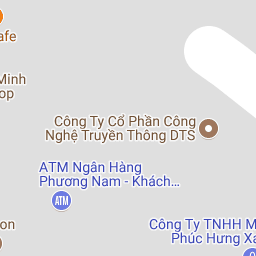 afe
Minh
op
Công Ty Cổ Phần Công
Nghệ Truyền Thông DTS
ATM Ngân Hàng
Phương Nam - Khách...
ATM
on
Công Ty TNHH M
Phúc Hưng Xa